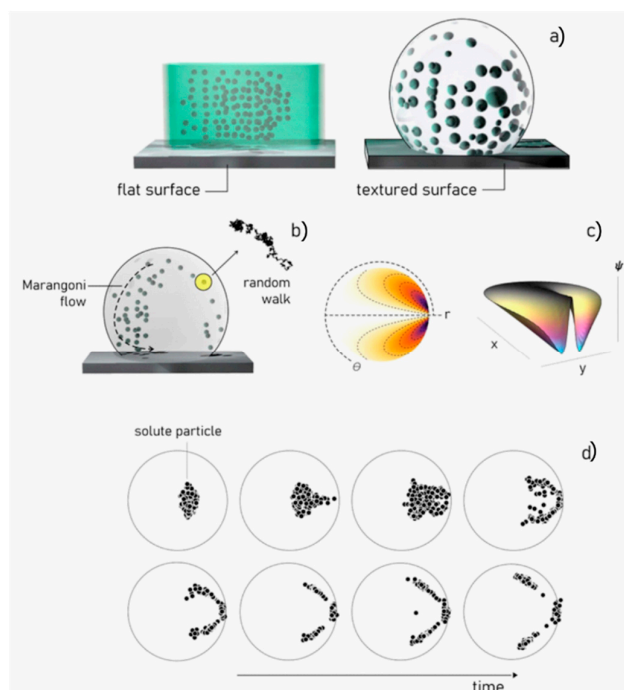 a)
flat surface
textured surface
b)
c)
Marangoni
flow
random
walk
r
θ
ψ
x
y
solute particle
d)
time